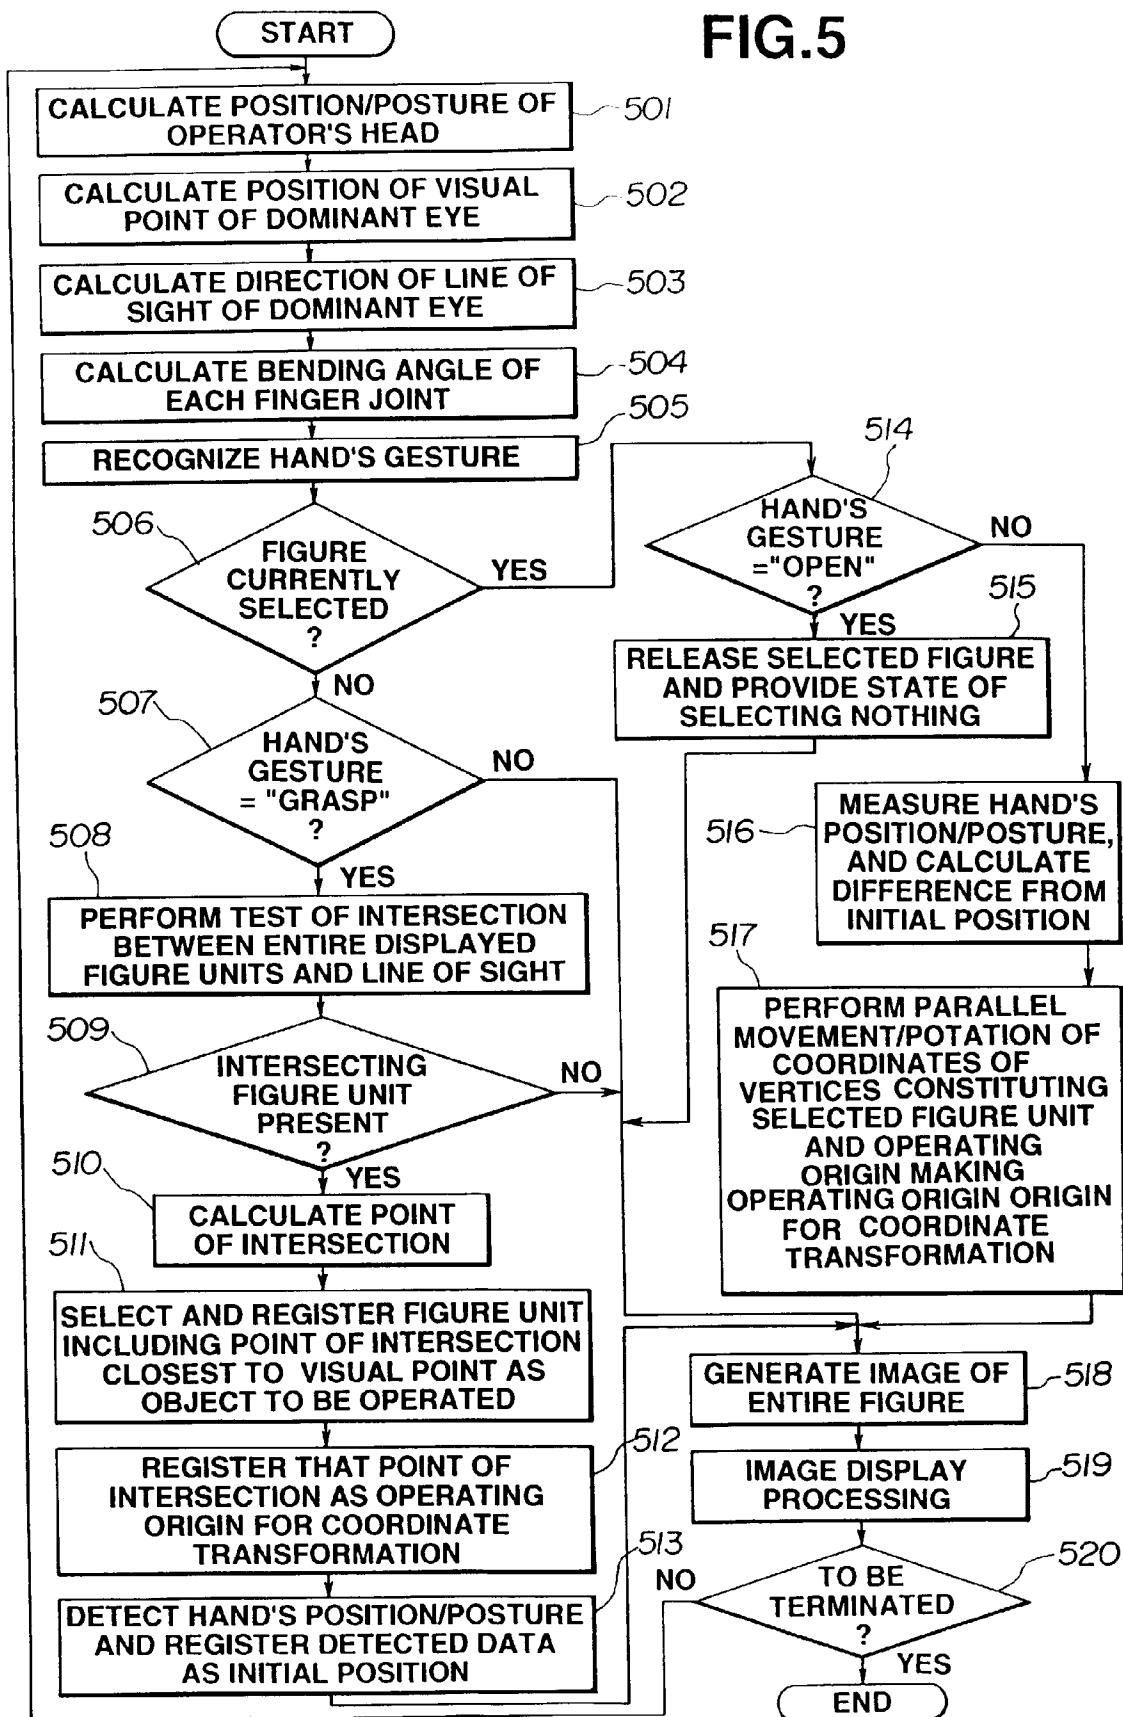 FIG.5
START
CALCULATE POSITION/POSTURE OF
OPERATOR'S HEAD
501
CALCULATE POSITION OF VISUAL
POINT OF DOMINANT EYE
502
CALCULATE DIRECTION OF LINE OF
SIGHT OF DOMINANT EYE
503
CALCULATE BENDING ANGLE OF
EACH FINGER JOINT
504
RECOGNIZE HAND'S GESTURE
505
506
FIGURE
CURRENTLY
SELECTED
?
YES
NO
507
HAND'S
GESTURE
= "GRASP"
?
NO
YES
508
PERFORM TEST OF INTERSECTION
BETWEEN ENTIRE DISPLAYED
FIGURE UNITS AND LINE OF SIGHT
509
INTERSECTING
FIGURE UNIT
PRESENT
?
NO
YES
510
CALCULATE POINT
OF INTERSECTION
511
SELECT AND REGISTER FIGURE UNIT
INCLUDING POINT OF INTERSECTION
CLOSEST TO VISUAL POINT AS
OBJECT TO BE OPERATED
512
REGISTER THAT POINT OF
INTERSECTION AS OPERATING
ORIGIN FOR COORDINATE
TRANSFORMATION
513
DETECT HAND'S POSITION/POSTURE
AND REGISTER DETECTED DATA
AS INITIAL POSITION
514
HAND'S
GESTURE
="OPEN"
?
NO
YES
515
RELEASE SELECTED FIGURE
AND PROVIDE STATE OF
SELECTING NOTHING
516
MEASURE HAND'S
POSITION/POSTURE,
AND CALCULATE
DIFFERENCE FROM
INITIAL POSITION
517
PERFORM PARALLEL
MOVEMENT/POTATION OF
COORDINATES OF
VERTICES CONSTITUTING
SELECTED FIGURE UNIT
AND OPERATING
ORIGIN MAKING
OPERATING ORIGIN ORIGIN
FOR COORDINATE
TRANSFORMATION
GENERATE IMAGE OF
ENTIRE FIGURE
518
IMAGE DISPLAY
PROCESSING
519
TO BE
TERMINATED
?
520
NO
YES
END